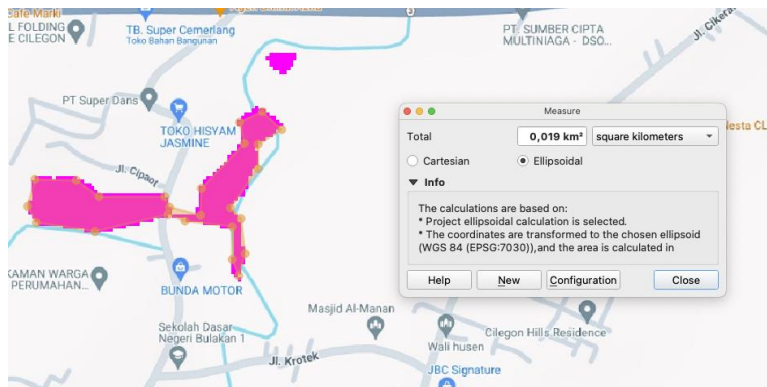 L FOLDING
E CILEGON
TB. Super Cemerlang
Toko Bahan Bangunan
3
PT. SUMBER CIPTA
MULTINIAGA - DSO...
PT Super Dans
TOKO HISYAM
JASMINE
Jl. Cipaot
KAMAN WARGA
PERUMAHAN...
BUNDA MOTOR
Sekolah Dasar
Negeri Bulakan 1
Jl. Krotek
Masjid Al-Manan
Wali husen
Cilegon Hills Residence
JBC Signature
Measure
Total
0,019 km²
square kilometers
Cartesian
Ellipsoidal
Info
The calculations are based on:
* Project ellipsoidal calculation is selected.
* The coordinates are transformed to the chosen ellipsoid
(WGS 84 (EPSG:7030)),and the area is calculated in
Help
New
Configuration
Close